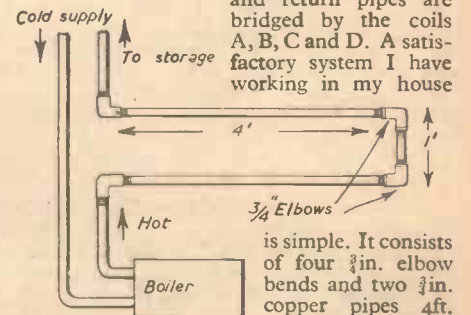 and return pipes are
bridged by the coils
A, B, C and D. A satis-
factory system I have
working in my house
Cold supply
To storage
4'
1'
3/4" Elbows
Hot
Boiler
is simple. It consists
of four ¾in. elbow
bends and two ¾in.
copper pipes 4ft.